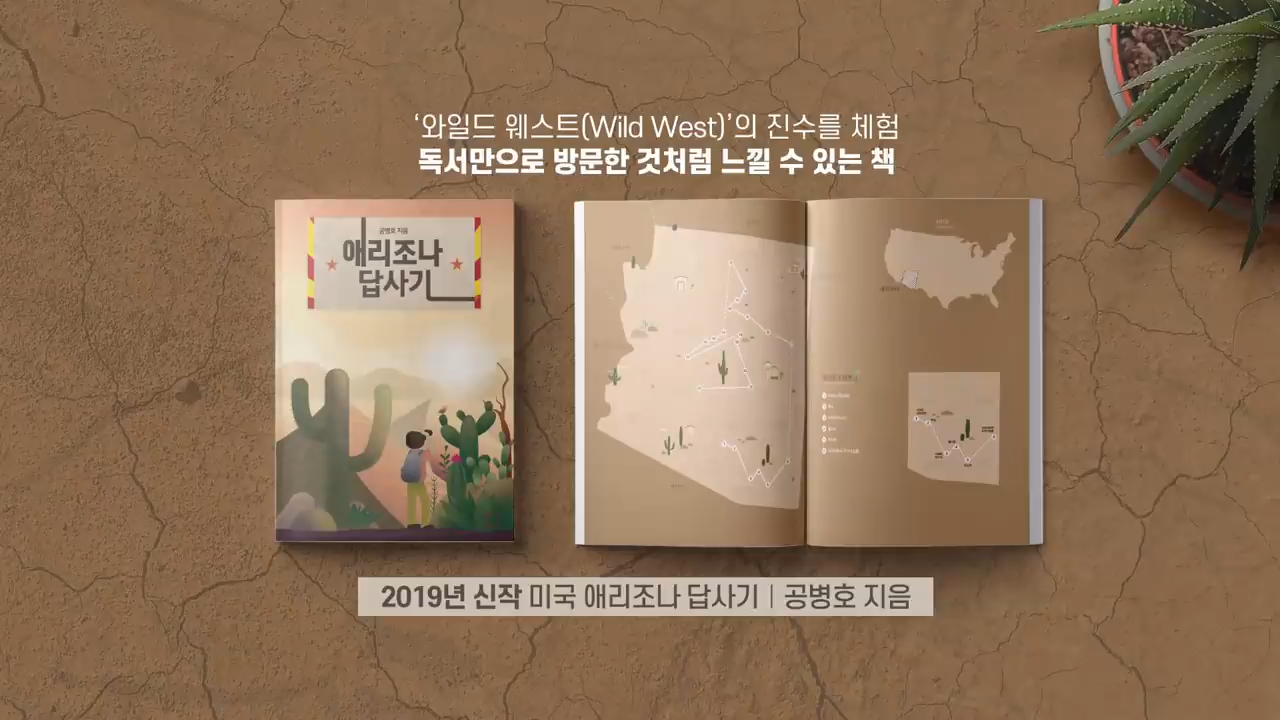 ‘와일드 웨스트(Wild West)’의 진수를 체험
독서만으로 방문한 것처럼 느낄 수 있는 책
공병호 지음
애리조나
답사기
2019년 신작 미국 애리조나 답사기 | 공병호 지음